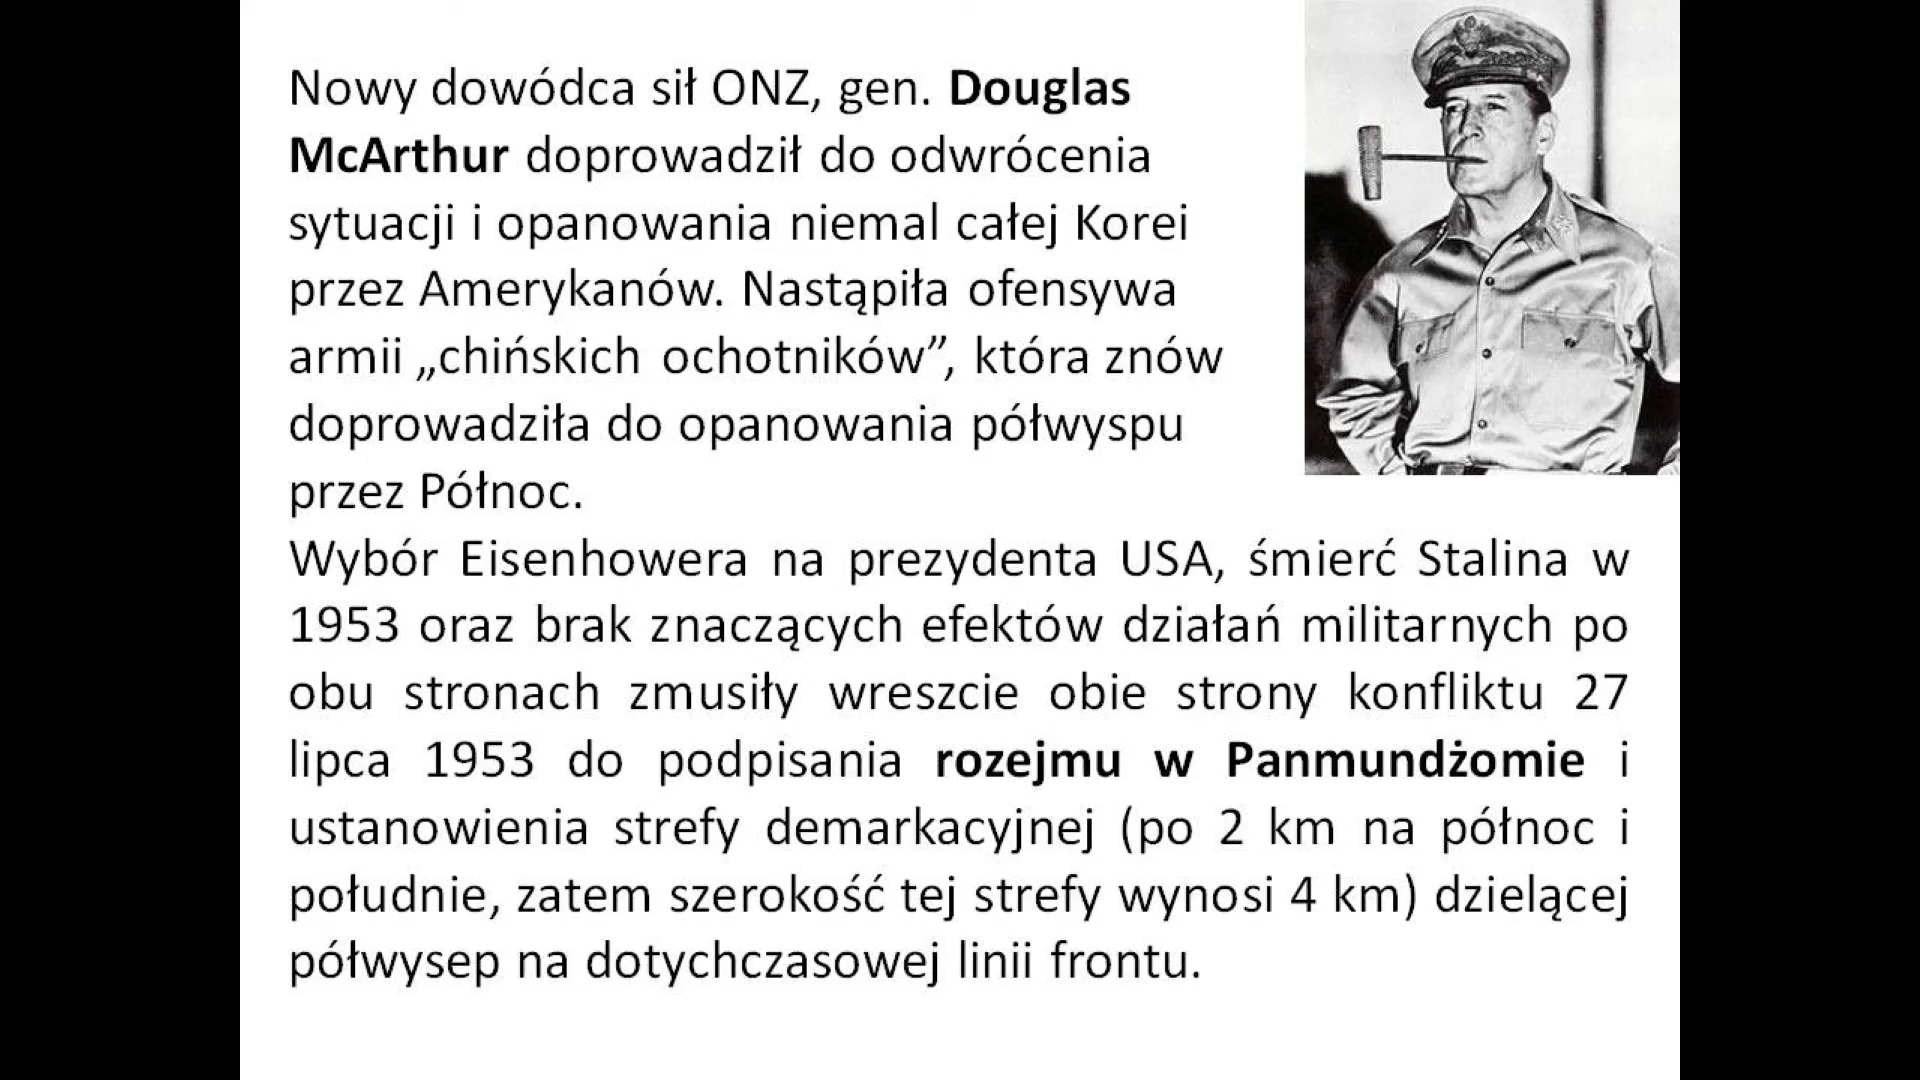 Nowy dowódca sił ONZ, gen. Douglas
McArthur doprowadził do odwrócenia
sytuacji i opanowania niemal całej Korei
przez Amerykanów. Nastąpiła ofensywa
armii „chińskich ochotników”, która znów
doprowadziła do opanowania półwyspu
przez Północ.
Wybór Eisenhowera na prezydenta USA, śmierć Stalina w
1953 oraz brak znaczących efektów działań militarnych po
obu stronach zmusiły wreszcie obie strony konfliktu 27
lipca 1953 do podpisania rozejmu w Panmundżomie i
ustanowienia strefy demarkacyjnej (po 2 km na północ i
południe, zatem szerokość tej strefy wynosi 4 km) dzielącej
półwysep na dotychczasowej linii frontu.